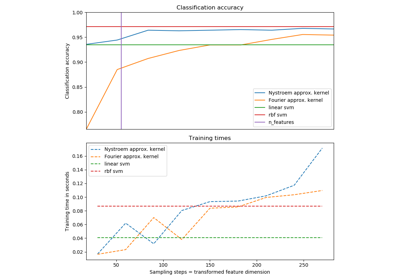 Classification accuracy
1.00
0.95
0.90
0.85
0.80
Classification accuracy
Nystroem approx. kernel
Fourier approx. kernel
linear svm
rbf svm
n_features
Training times
0.16
0.14
0.12
0.10
0.08
0.06
0.04
0.02
Training time in seconds
Nystroem approx. kernel
Fourier approx. kernel
linear svm
rbf svm
50
100
150
200
250
Sampling steps = transformed feature dimension